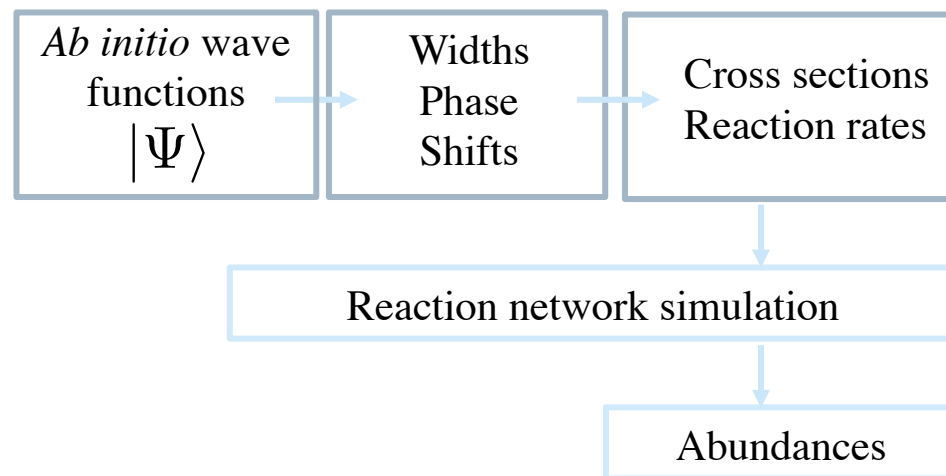 Ab initio wave
functions
|Ψ⟩
Widths
Phase
Shifts
Cross sections
Reaction rates
Reaction network simulation
Abundances